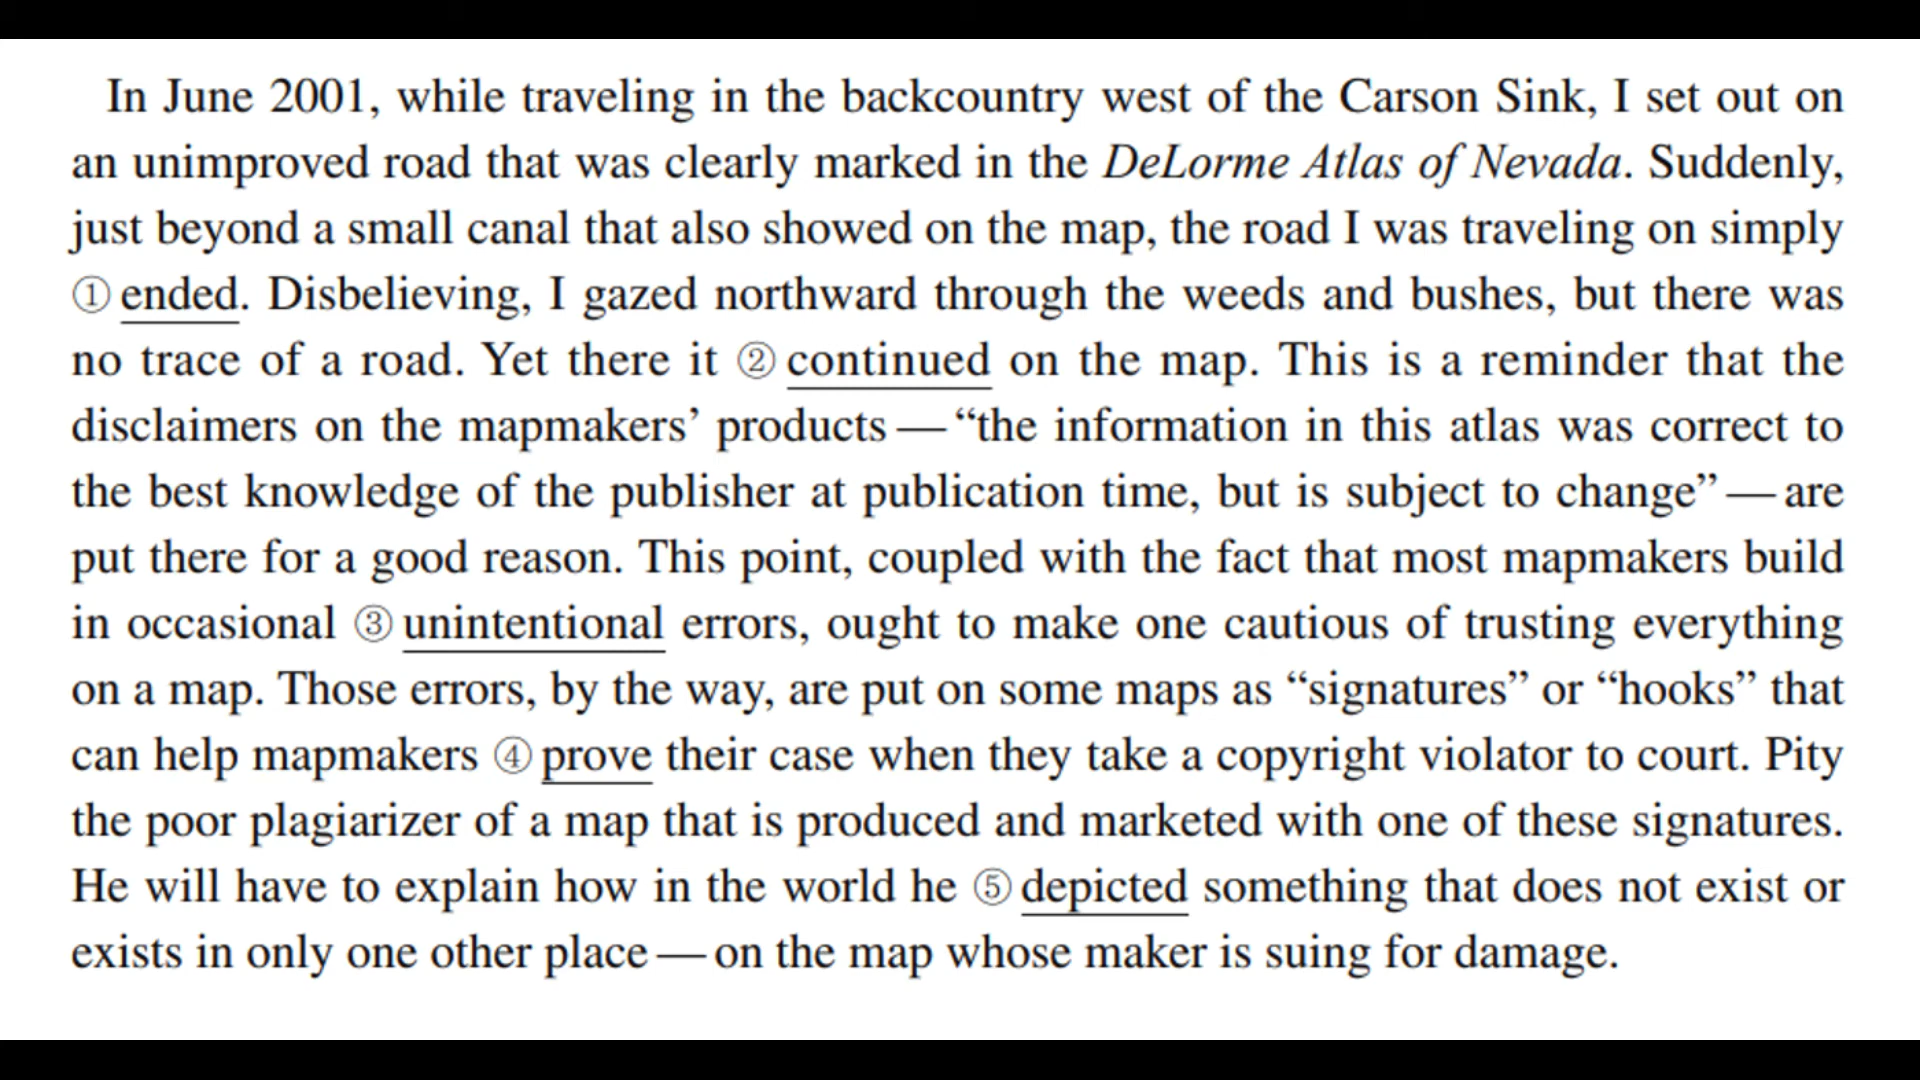 In June 2001, while traveling in the backcountry west of the Carson Sink, I set out on
an unimproved road that was clearly marked in the DeLorme Atlas of Nevada. Suddenly,
just beyond a small canal that also showed on the map, the road I was traveling on simply
① ended. Disbelieving, I gazed northward through the weeds and bushes, but there was
no trace of a road. Yet there it ② continued on the map. This is a reminder that the
disclaimers on the mapmakers’ products — “the information in this atlas was correct to
the best knowledge of the publisher at publication time, but is subject to change” — are
put there for a good reason. This point, coupled with the fact that most mapmakers build
in occasional ③ unintentional errors, ought to make one cautious of trusting everything
on a map. Those errors, by the way, are put on some maps as “signatures” or “hooks” that
can help mapmakers ④ prove their case when they take a copyright violator to court. Pity
the poor plagiarizer of a map that is produced and marketed with one of these signatures.
He will have to explain how in the world he ⑤ depicted something that does not exist or
exists in only one other place — on the map whose maker is suing for damage.